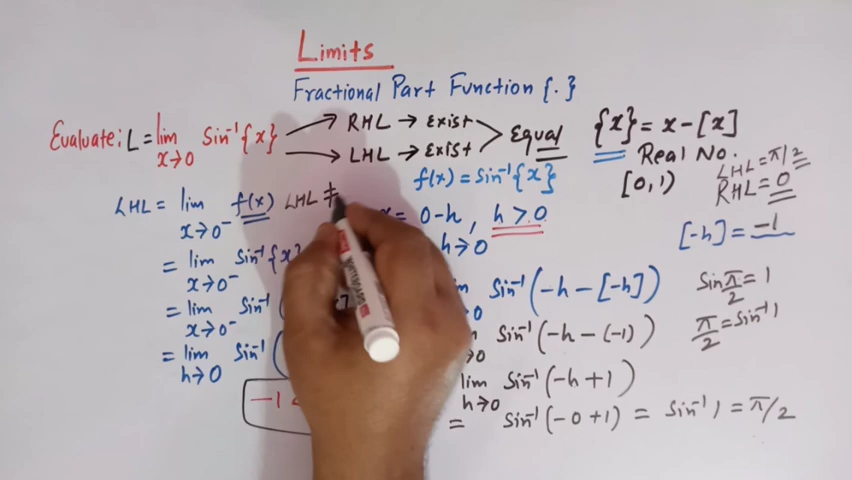 Limits
Fractional Part Function {.}
Evaluate: L = lim x→0 Sin⁻¹{x}
RHL → Exist
LHL → Exist
Equal
{x} = x - [x]
Real No.
[0, 1)
LHL = π/2
RHL = 0
f(x) = Sin⁻¹{x}
LHL = lim x→0⁻ f(x) LHL ≠
= 0-h, h > 0
h→0
[-h] = -1
= lim x→0⁻ Sin⁻¹{x}
Sin⁻¹(-h - [-h])
Sin π/2 = 1
= lim x→0⁻ Sin⁻¹(
Sin⁻¹(-h - (-1))
π/2 = Sin⁻¹1
= lim h→0 Sin⁻¹(
lim h→0 Sin⁻¹(-h + 1)
-1 <
= Sin⁻¹(-0 + 1) = Sin⁻¹1 = π/2